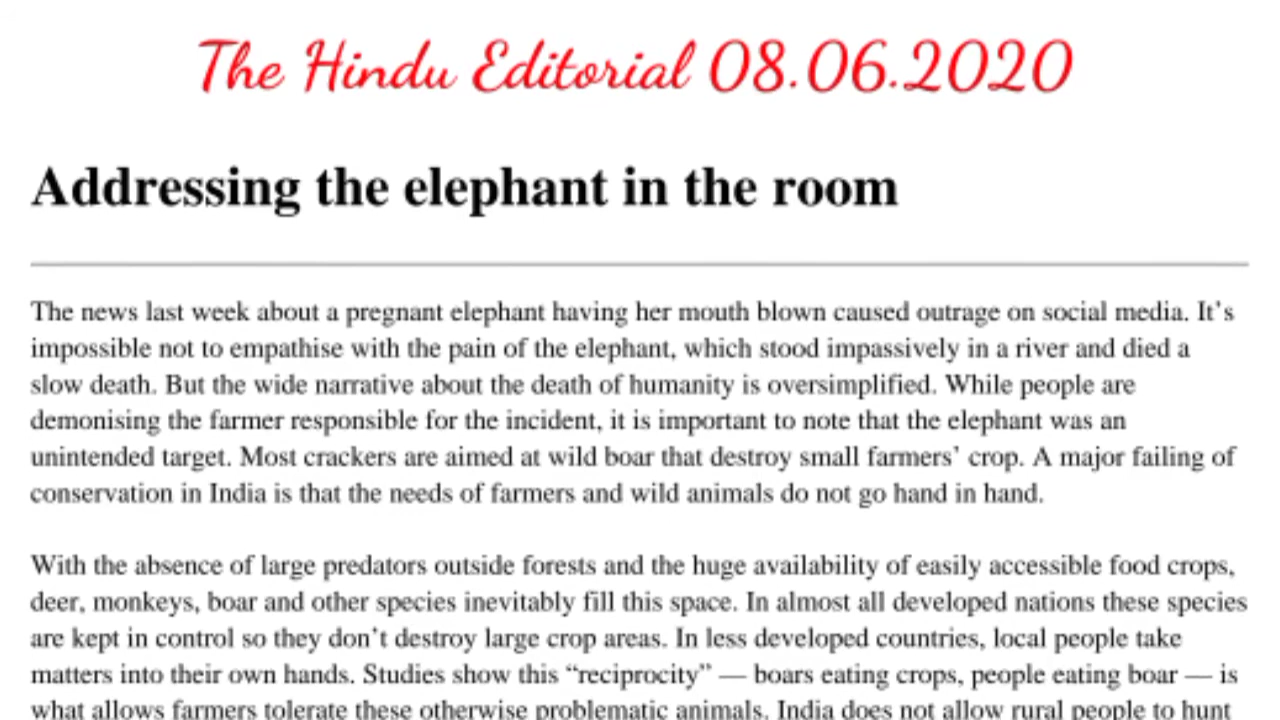 The Hindu Editorial 08.06.2020
Addressing the elephant in the room
The news last week about a pregnant elephant having her mouth blown caused outrage on social media. It’s
impossible not to empathise with the pain of the elephant, which stood impassively in a river and died a
slow death. But the wide narrative about the death of humanity is oversimplified. While people are
demonising the farmer responsible for the incident, it is important to note that the elephant was an
unintended target. Most crackers are aimed at wild boar that destroy small farmers’ crop. A major failing of
conservation in India is that the needs of farmers and wild animals do not go hand in hand.
With the absence of large predators outside forests and the huge availability of easily accessible food crops,
deer, monkeys, boar and other species inevitably fill this space. In almost all developed nations these species
are kept in control so they don’t destroy large crop areas. In less developed countries, local people take
matters into their own hands. Studies show this “reciprocity” — boars eating crops, people eating boar — is
what allows farmers tolerate these otherwise problematic animals. India does not allow rural people to hunt